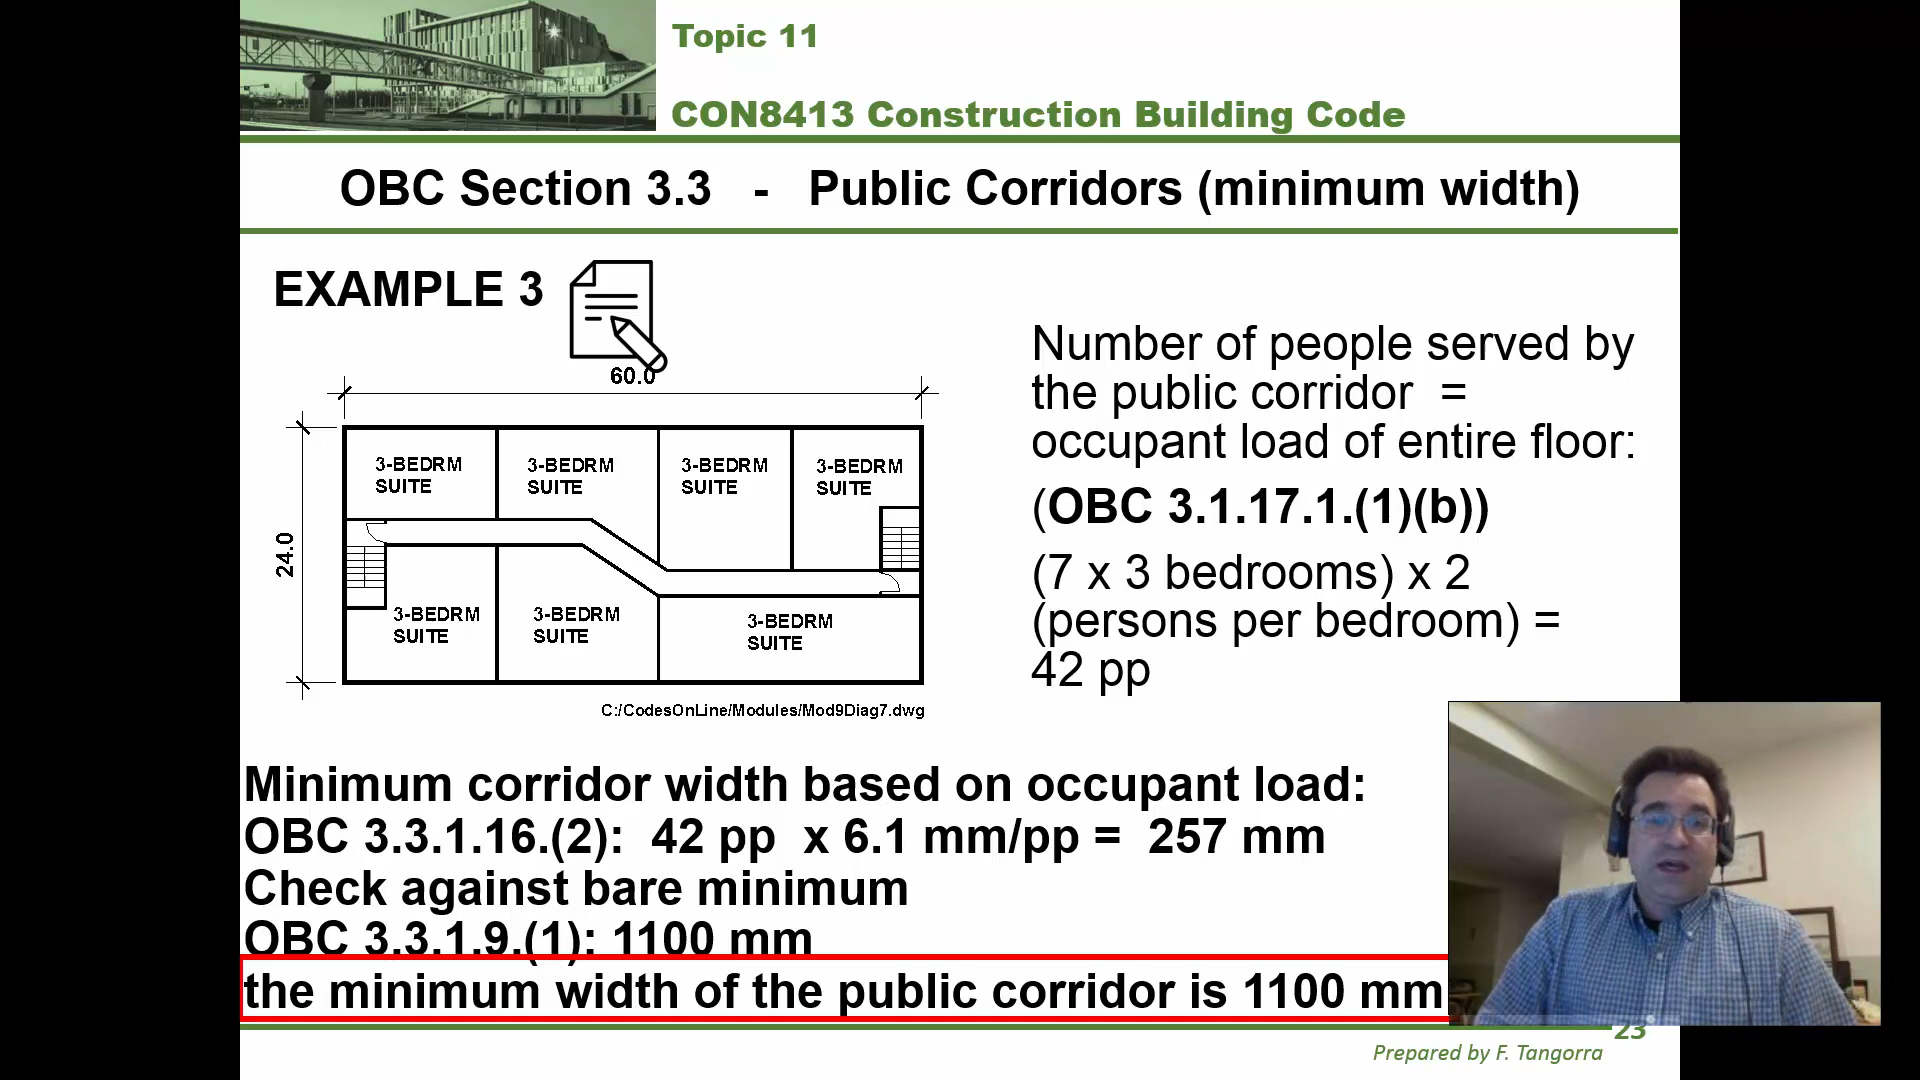 Topic 11
CON8413 Construction Building Code
OBC Section 3.3 - Public Corridors (minimum width)
EXAMPLE 3
60.0
24.0
3-BEDRM
SUITE
3-BEDRM
SUITE
3-BEDRM
SUITE
3-BEDRM
SUITE
3-BEDRM
SUITE
3-BEDRM
SUITE
3-BEDRM
SUITE
C:/CodesOnLine/Modules/Mod9Diag7.dwg
Number of people served by
the public corridor =
occupant load of entire floor:
(OBC 3.1.17.1.(1)(b))
(7 x 3 bedrooms) x 2
(persons per bedroom) =
42 pp
Minimum corridor width based on occupant load:
OBC 3.3.1.16.(2): 42 pp x 6.1 mm/pp = 257 mm
Check against bare minimum
OBC 3.3.1.9.(1): 1100 mm
the minimum width of the public corridor is 1100 mm
23
Prepared by F. Tangorra